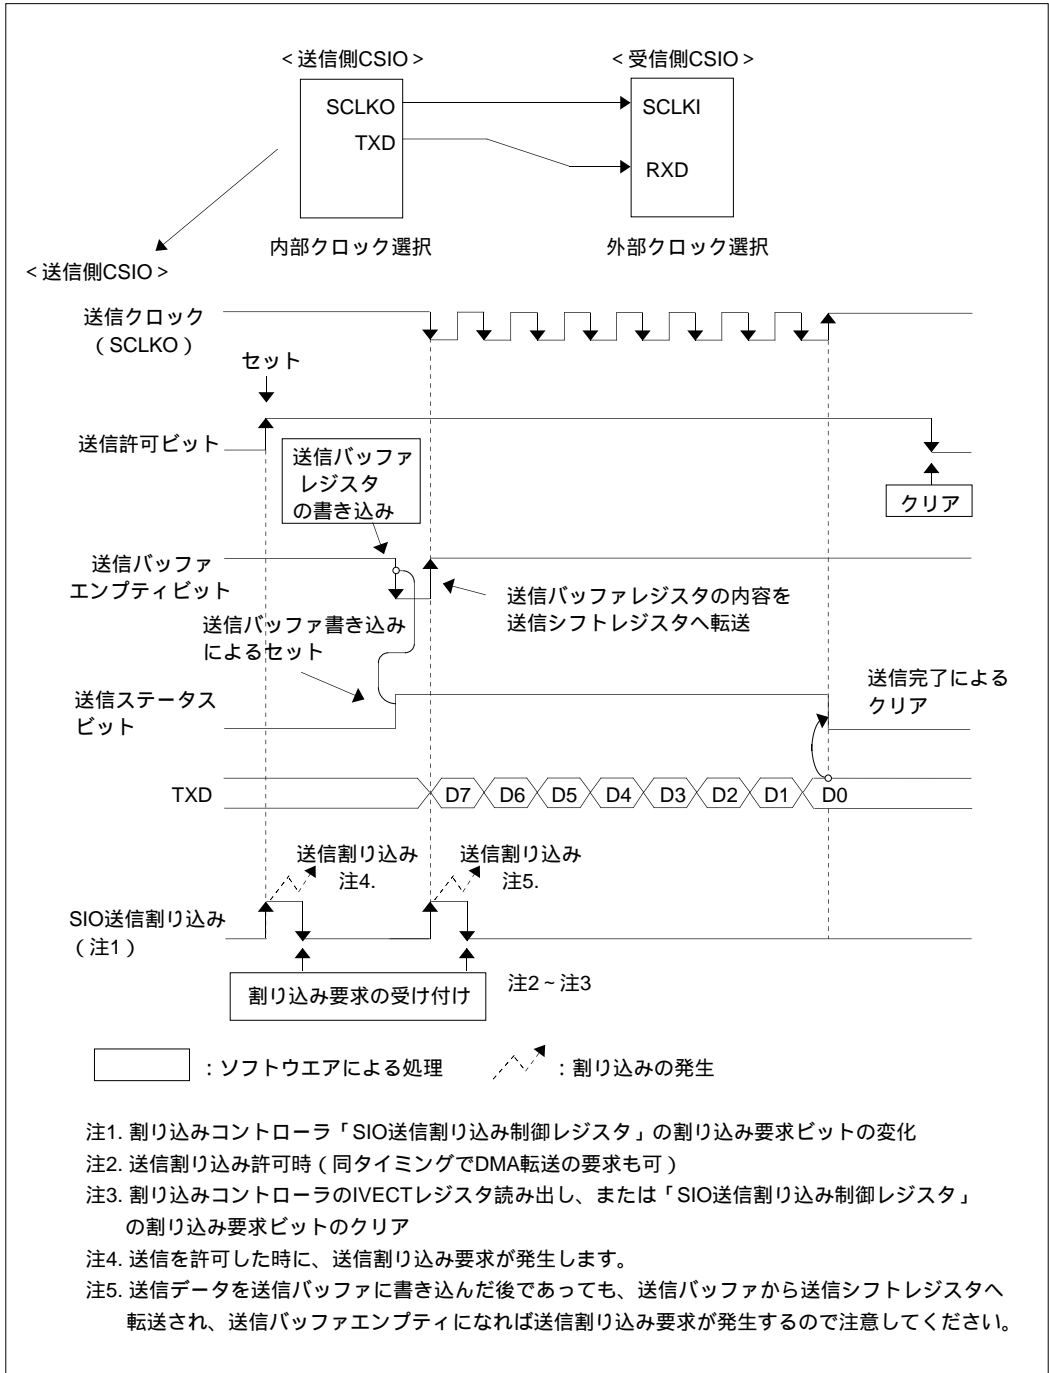 ＜送信側CSIO＞
＜受信側CSIO＞
SCLKO
SCLKI
TXD
RXD
内部クロック選択
外部クロック選択
＜送信側CSIO＞
送信クロック
（SCLKO）
セット
送信許可ビット
送信バッファ
レジスタ
の書き込み
クリア
送信バッファ
エンプティビット
送信バッファレジスタの内容を
送信シフトレジスタへ転送
送信バッファ書き込み
によるセット
送信ステータス
ビット
送信完了による
クリア
TXD
D7
D6
D5
D4
D3
D2
D1
D0
送信割り込み
注4.
送信割り込み
注5.
SIO送信割り込み
（注1）
割り込み要求の受け付け
注2～注3
：ソフトウエアによる処理
：割り込みの発生
注1. 割り込みコントローラ「SIO送信割り込み制御レジスタ」の割り込み要求ビットの変化
注2. 送信割り込み許可時（同タイミングでDMA転送の要求も可）
注3. 割り込みコントローラのIVECTレジスタ読み出し、または「SIO送信割り込み制御レジスタ」
の割り込み要求ビットのクリア
注4. 送信を許可した時に、送信割り込み要求が発生します。
注5. 送信データを送信バッファに書き込んだ後であっても、送信バッファから送信シフトレジスタへ
転送され、送信バッファエンプティになれば送信割り込み要求が発生するので注意してください。